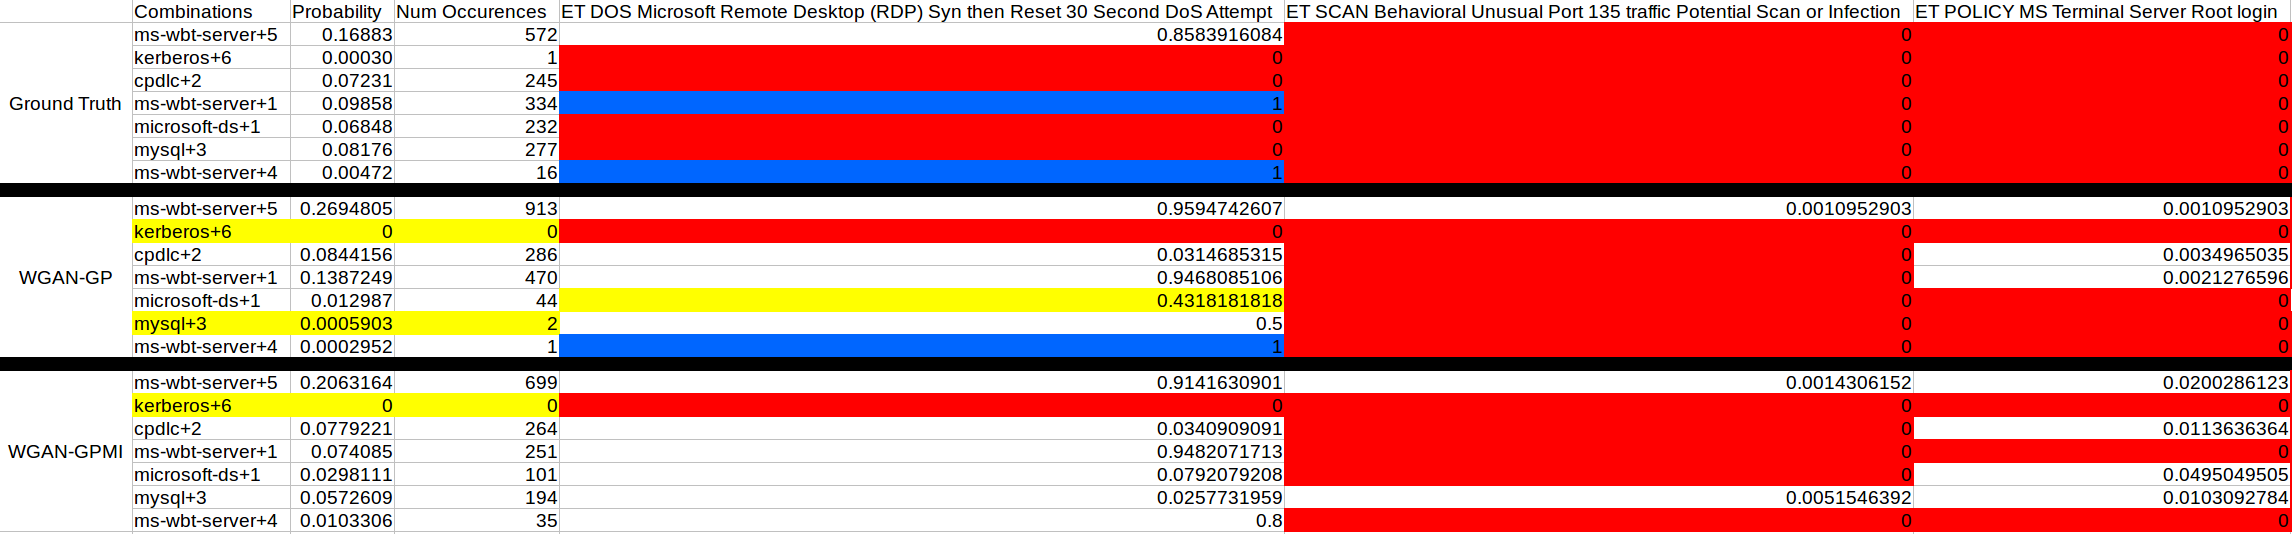 Combinations Probability Num Occurences ET DOS Microsoft Remote Desktop (RDP) Syn then Reset 30 Second DoS Attempt ET SCAN Behavioral Unusual Port 135 traffic Potential Scan or Infection ET POLICY MS Terminal Server Root login
ms-wbt-server+5 0.16883 572 0.8583916084 0 0
kerberos+6 0.00030 1 0 0 0
cpdlc+2 0.07231 245 0 0 0
Ground Truth ms-wbt-server+1 0.09858 334 1 0 0
microsoft-ds+1 0.06848 232 0 0 0
mysql+3 0.08176 277 0 0 0
ms-wbt-server+4 0.00472 16 1 0 0
ms-wbt-server+5 0.2694805 913 0.9594742607 0.0010952903 0.0010952903
kerberos+6 0 0 0 0 0
cpdlc+2 0.0844156 286 0.0314685315 0 0.0034965035
WGAN-GP ms-wbt-server+1 0.1387249 470 0.9468085106 0 0.0021276596
microsoft-ds+1 0.012987 44 0.4318181818 0 0
mysql+3 0.0005903 2 0.5 0 0
ms-wbt-server+4 0.0002952 1 1 0 0
ms-wbt-server+5 0.2063164 699 0.9141630901 0.0014306152 0.0200286123
kerberos+6 0 0 0 0 0
cpdlc+2 0.0779221 264 0.0340909091 0 0.0113636364
WGAN-GPMI ms-wbt-server+1 0.074085 251 0.9482071713 0 0
microsoft-ds+1 0.0298111 101 0.0792079208 0 0.0495049505
mysql+3 0.0572609 194 0.0257731959 0.0051546392 0.0103092784
ms-wbt-server+4 0.0103306 35 0.8 0 0